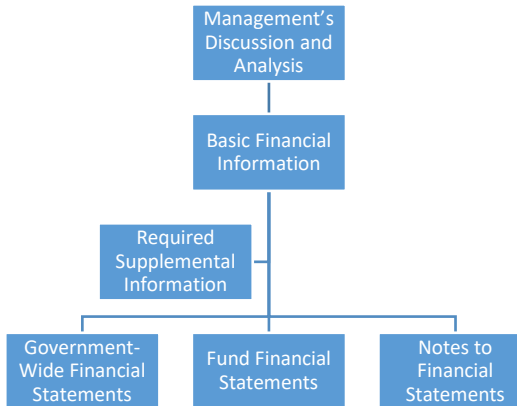 Management’s
Discussion and
Analysis
Basic Financial
Information
Required
Supplemental
Information
Government-
Wide Financial
Statements
Fund Financial
Statements
Notes to
Financial
Statements